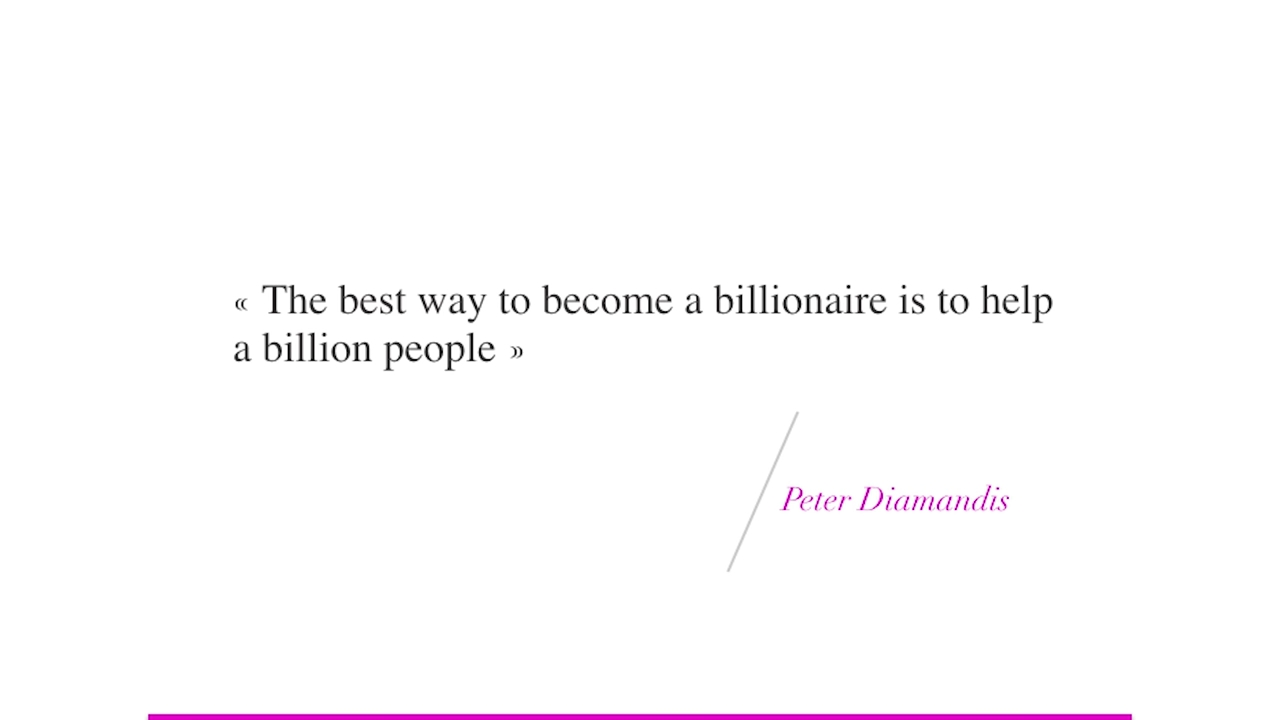 « The best way to become a billionaire is to help
a billion people »
Peter Diamandis